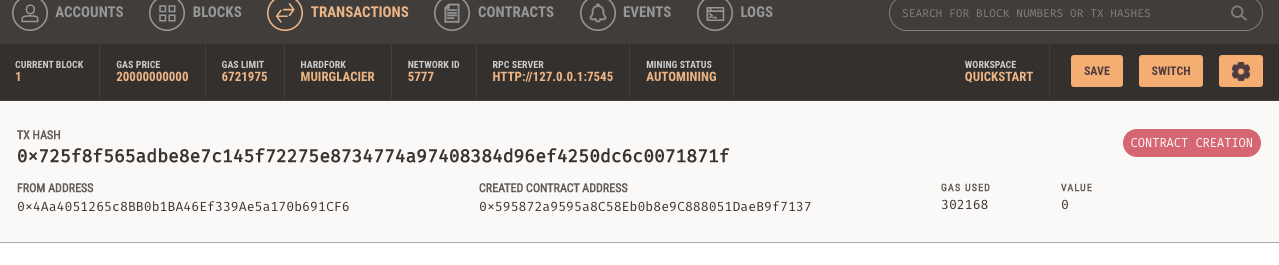 ACCOUNTS BLOCKS TRANSACTIONS CONTRACTS EVENTS LOGS SEARCH FOR BLOCK NUMBERS OR TX HASHES
CURRENT BLOCK GAS PRICE GAS LIMIT HARDFORK NETWORK ID RPC SERVER MINING STATUS WORKSPACE
1 20000000000 6721975 MUIRGLACIER 5777 HTTP://127.0.0.1:7545 AUTOMINING QUICKSTART SAVE SWITCH
TX HASH
0×725f8f565adbe8e7c145f72275e8734774a97408384d96ef4250dc6c0071871f CONTRACT CREATION
FROM ADDRESS CREATED CONTRACT ADDRESS GAS USED VALUE
0×4Aa4051265c8BB0b1BA46Ef339Ae5a170b691CF6 0×595872a9595a8C58Eb0b8e9C888051DaeB9f7137 302168 0